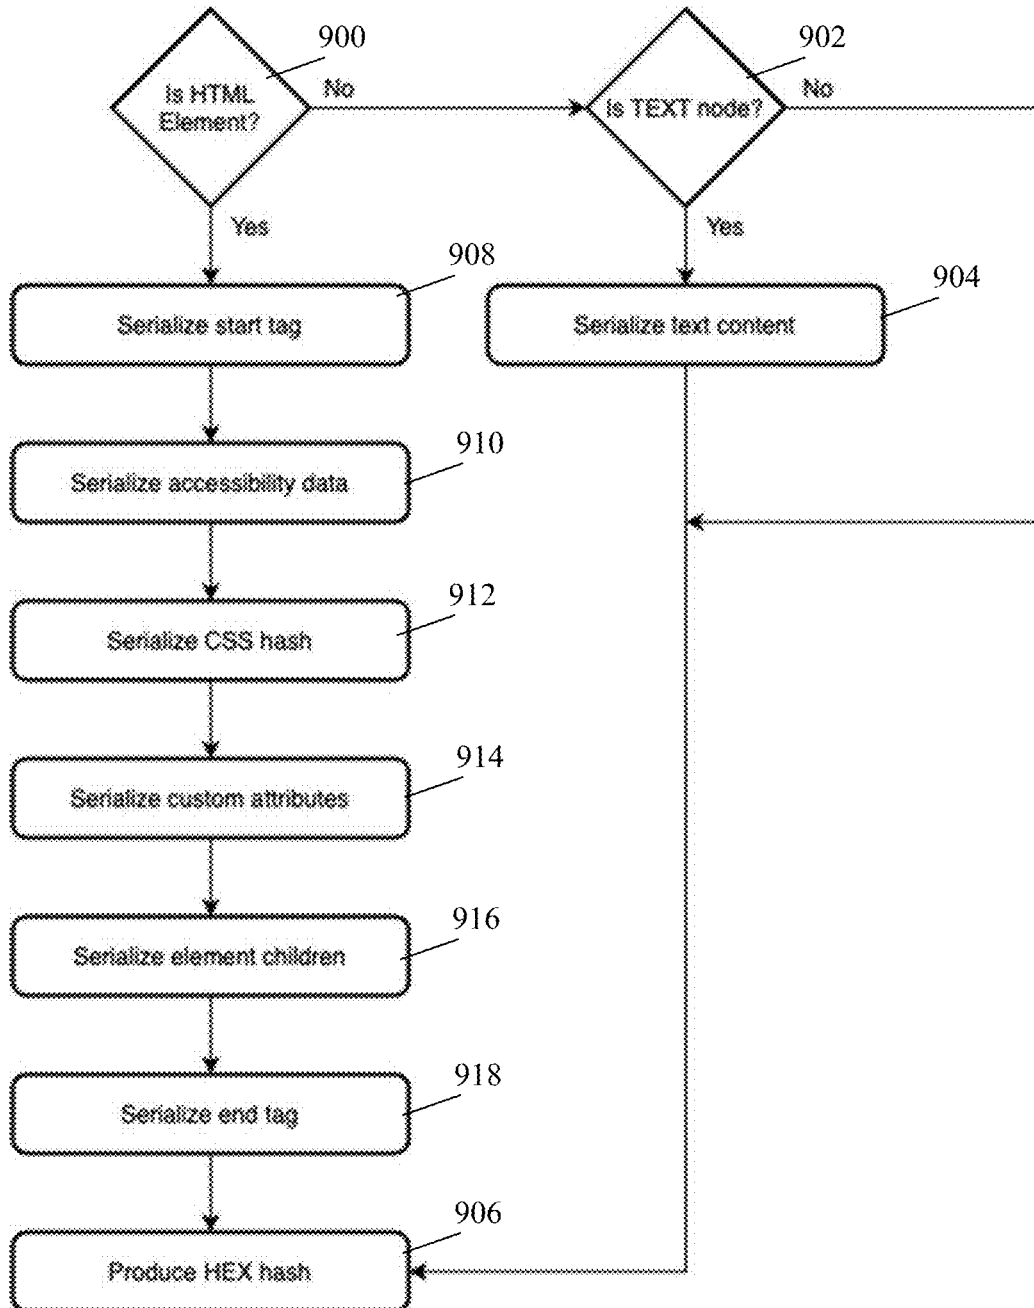 900
Is HTML
Element?
No
Yes
902
Is TEXT node?
No
Yes
908
Serialize start tag
904
Serialize text content
910
Serialize accessibility data
912
Serialize CSS hash
914
Serialize custom attributes
916
Serialize element children
918
Serialize end tag
906
Produce HEX hash